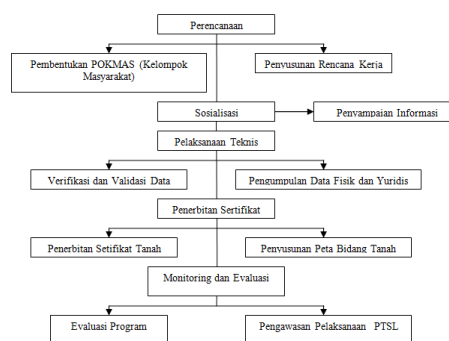 Perencanaan
Pembentukan POKMAS (Kelompok
Masyarakat)
Penyusunan Rencana Kerja
Sosialisasi
Penyampaian Informasi
Pelaksanaan Teknis
Verifikasi dan Validasi Data
Pengumpulan Data Fisik dan Yuridis
Penerbitan Sertifikat
Penerbitan Setifikat Tanah
Penyusunan Peta Bidang Tanah
Monitoring dan Evaluasi
Evaluasi Program
Pengawasan Pelaksanaan PTSL